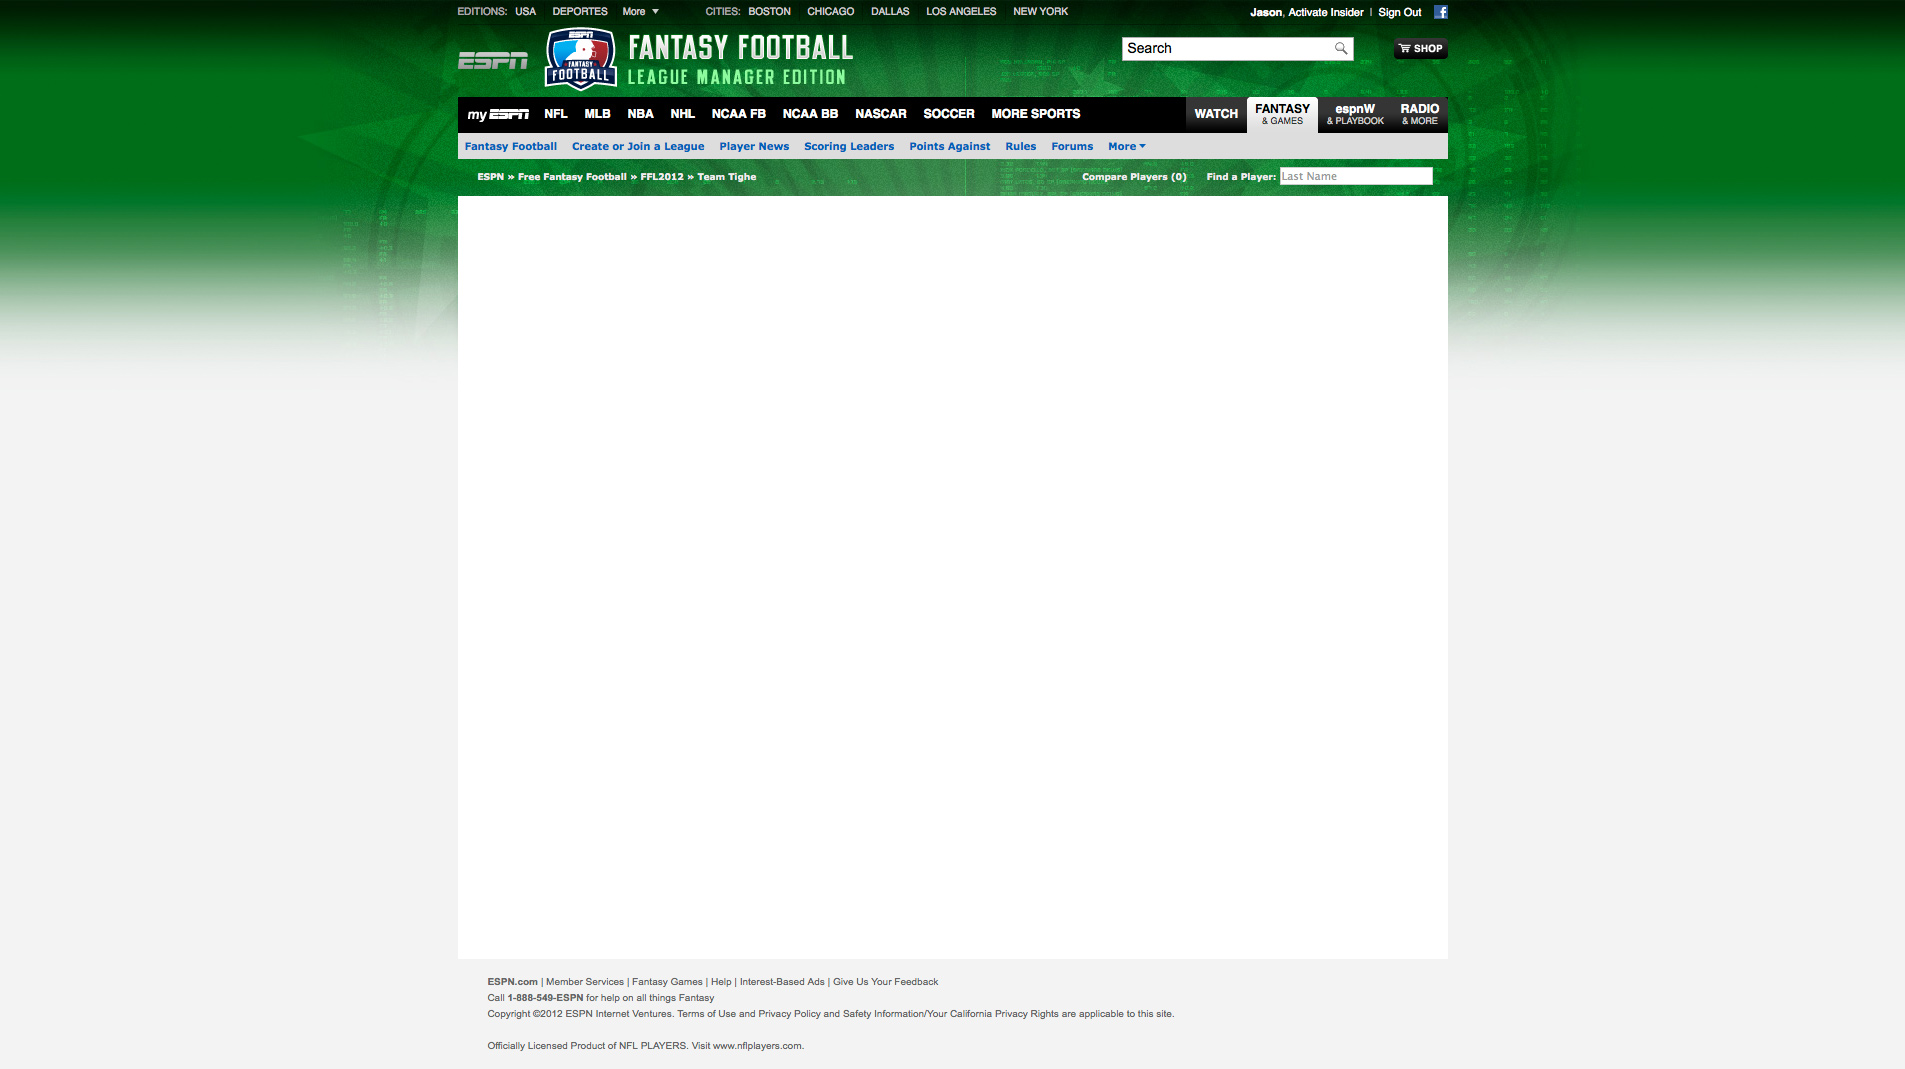 EDITIONS: USA DEPORTES More CITIES: BOSTON CHICAGO DALLAS LOS ANGELES NEW YORK Jason, Activate Insider | Sign Out
ESPN ESPN FANTASY FOOTBALL FANTASY FOOTBALL Search SHOP
LEAGUE MANAGER EDITION
myESPN NFL MLB NBA NHL NCAA FB NCAA BB NASCAR SOCCER MORE SPORTS WATCH FANTASY & GAMES espnW & PLAYBOOK RADIO & MORE
Fantasy Football Create or Join a League Player News Scoring Leaders Points Against Rules Forums More
ESPN » Free Fantasy Football » FFL2012 » Team Tighe Compare Players (0) Find a Player: Last Name
ESPN.com | Member Services | Fantasy Games | Help | Interest-Based Ads | Give Us Your Feedback
Call 1-888-549-ESPN for help on all things Fantasy
Copyright ©2012 ESPN Internet Ventures. Terms of Use and Privacy Policy and Safety Information/Your California Privacy Rights are applicable to this site.
Officially Licensed Product of NFL PLAYERS. Visit www.nflplayers.com.